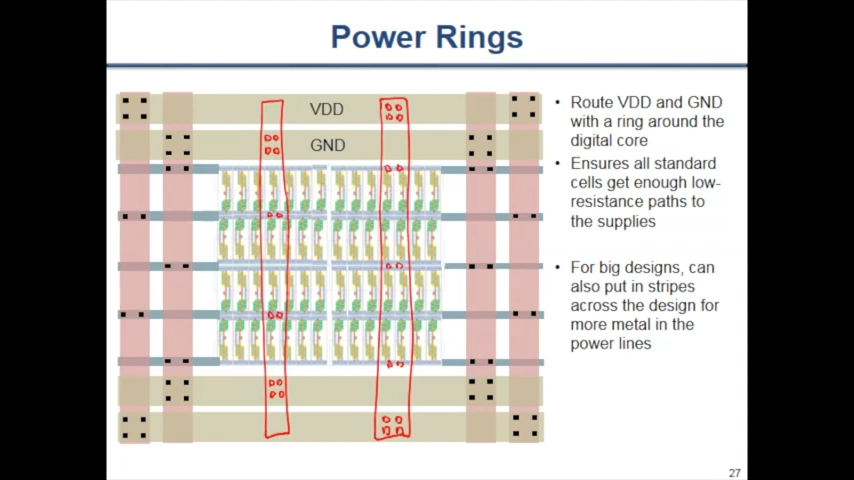 Power Rings
VDD
GND
• Route VDD and GND
with a ring around the
digital core
• Ensures all standard
cells get enough low-
resistance paths to
the supplies
• For big designs, can
also put in stripes
across the design for
more metal in the
power lines
27